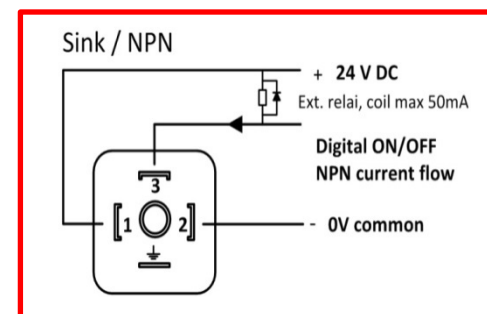 Sink / NPN
+ 24 V DC
Ext. relai, coil max 50mA
Digital ON/OFF
NPN current flow
3
1
2
- 0V common